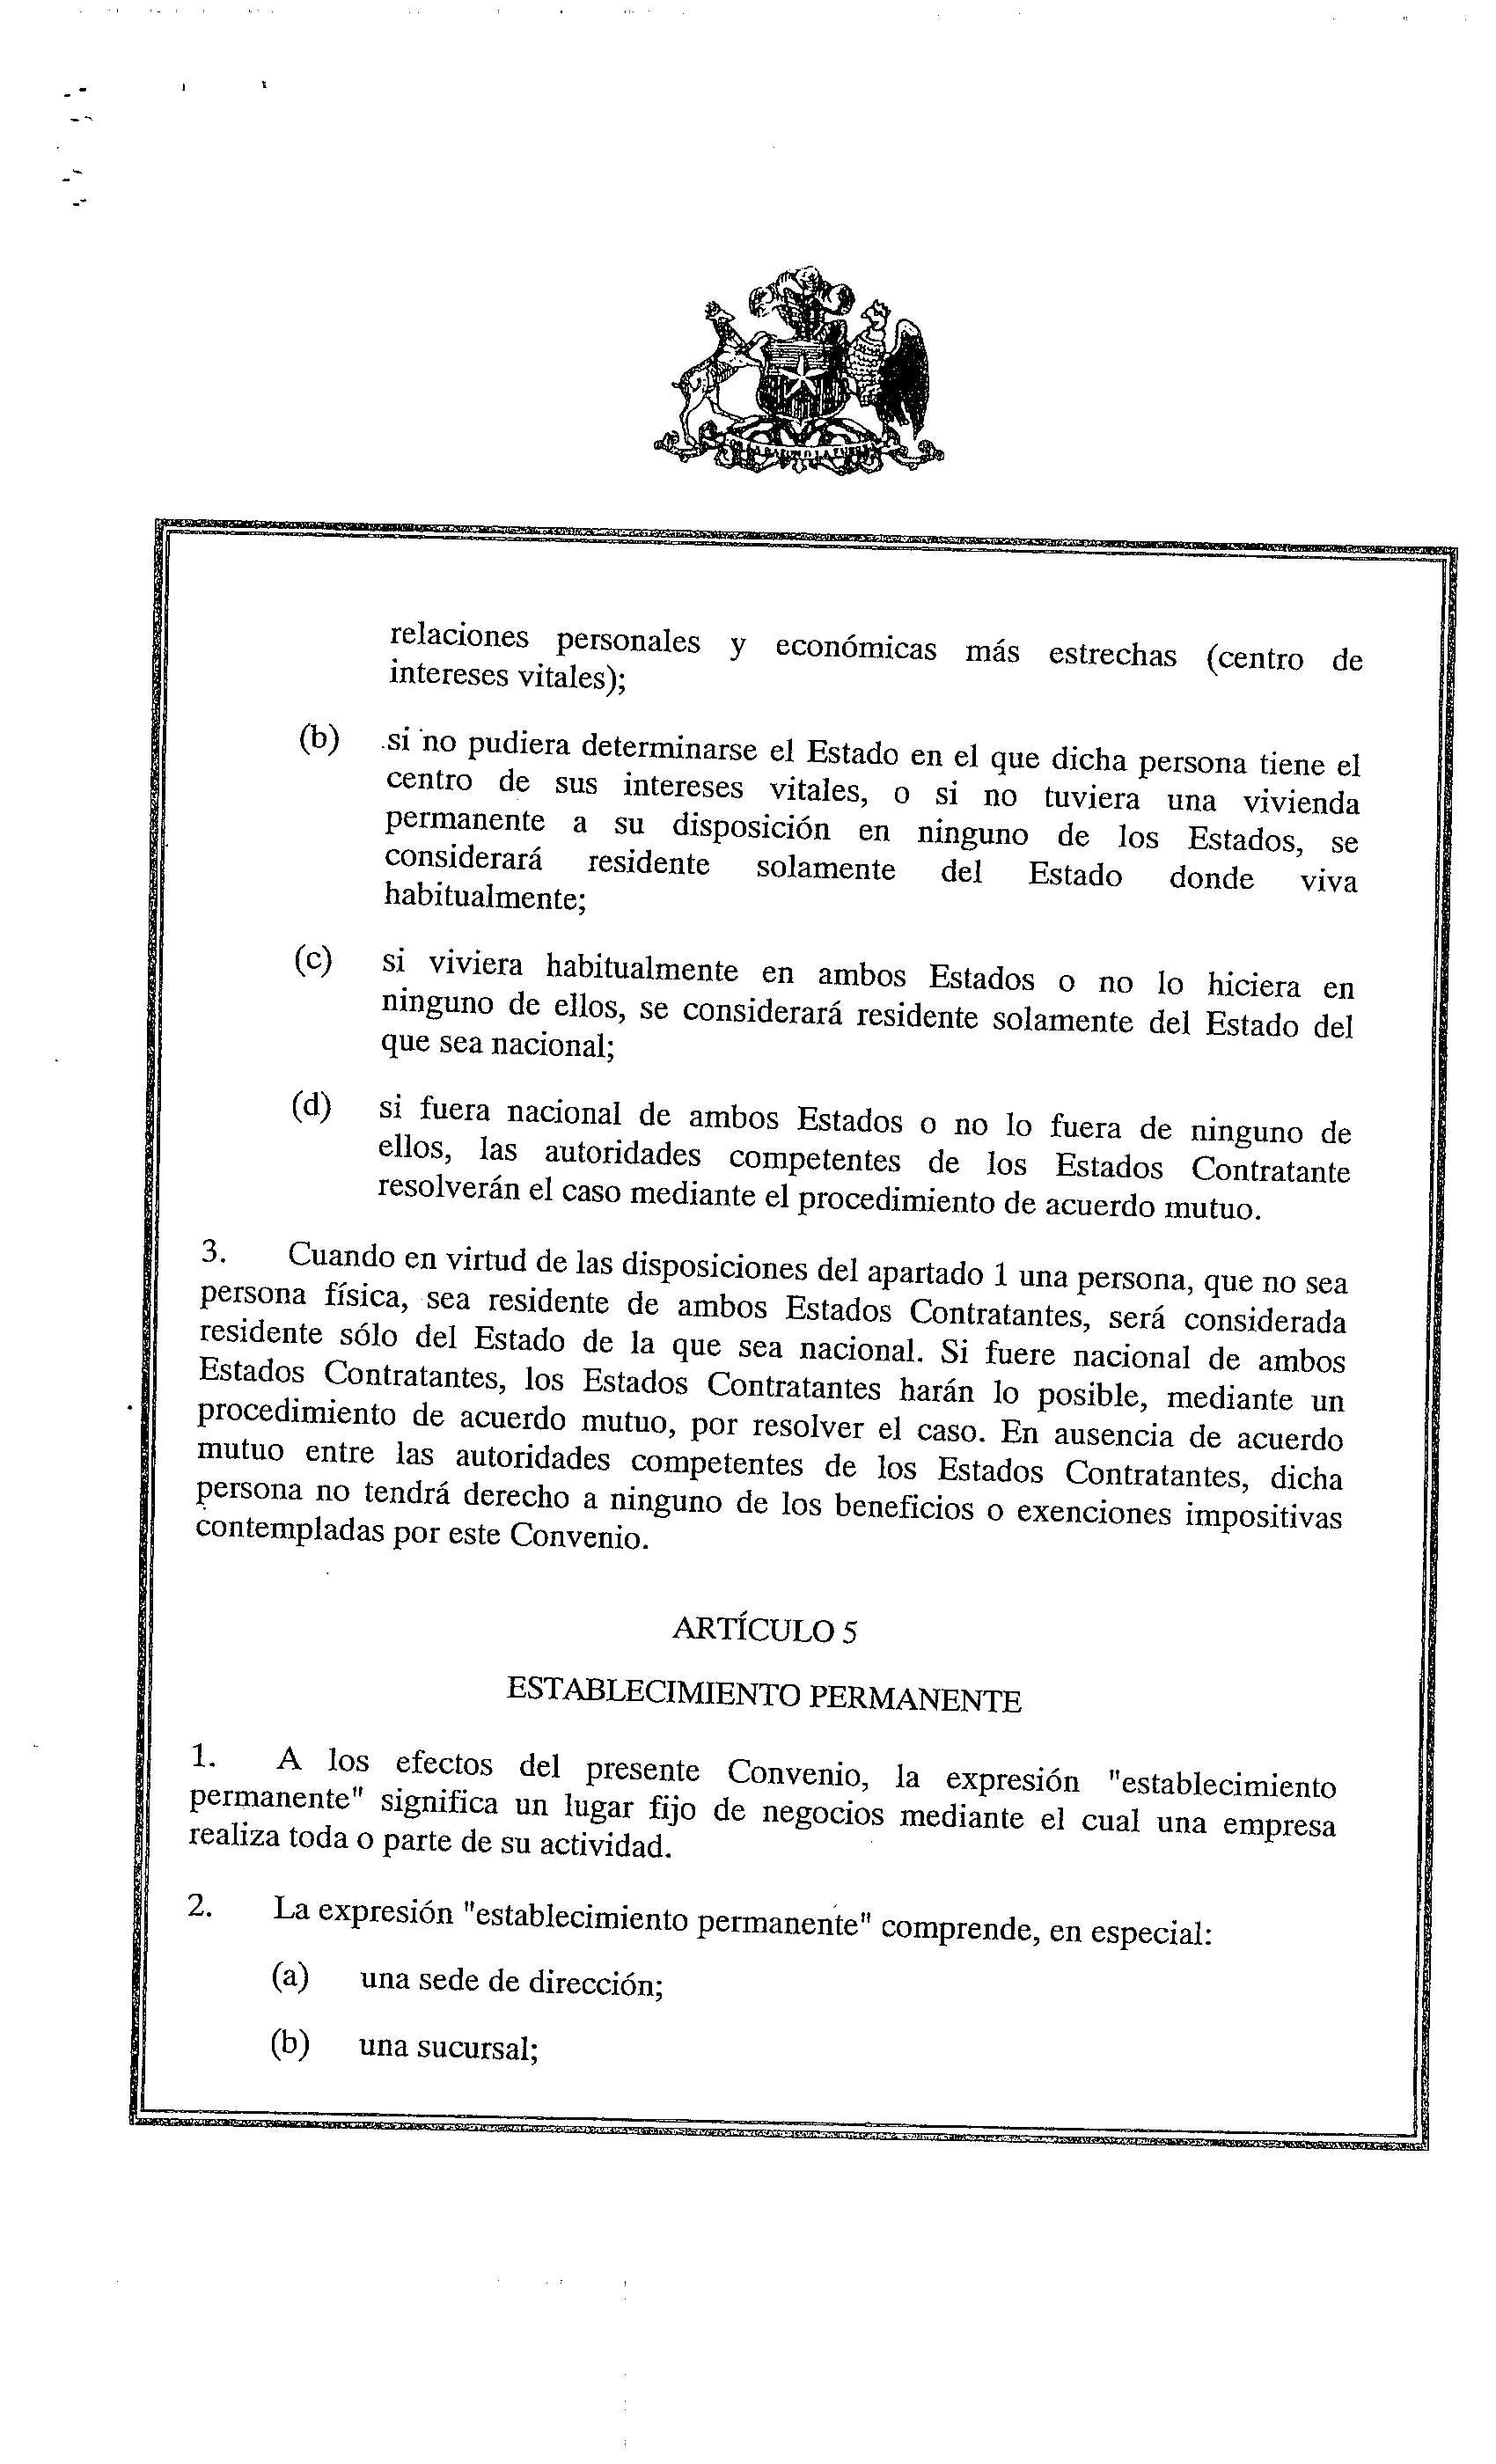 relaciones personales y económicas más estrechas (centro de
intereses vitales);
(b) si no pudiera determinarse el Estado en el que dicha persona tiene el
centro de sus intereses vitales, o si no tuviera una vivienda
permanente a su disposición en ninguno de los Estados, se
considerará residente solamente del Estado donde viva
habitualmente;
(c) si viviera habitualmente en ambos Estados o no lo hiciera en
ninguno de ellos, se considerará residente solamente del Estado del
que sea nacional;
(d) si fuera nacional de ambos Estados o no lo fuera de ninguno de
ellos, las autoridades competentes de los Estados Contratante
resolverán el caso mediante el procedimiento de acuerdo mutuo.
3. Cuando en virtud de las disposiciones del apartado 1 una persona, que no sea
persona física, sea residente de ambos Estados Contratantes, será considerada
residente sólo del Estado de la que sea nacional. Si fuere nacional de ambos
Estados Contratantes, los Estados Contratantes harán lo posible, mediante un
procedimiento de acuerdo mutuo, por resolver el caso. En ausencia de acuerdo
mutuo entre las autoridades competentes de los Estados Contratantes, dicha
persona no tendrá derecho a ninguno de los beneficios o exenciones impositivas
contempladas por este Convenio.
ARTÍCULO 5
ESTABLECIMIENTO PERMANENTE
1. A los efectos del presente Convenio, la expresión "establecimiento
permanente" significa un lugar fijo de negocios mediante el cual una empresa
realiza toda o parte de su actividad.
2. La expresión "establecimiento permanente" comprende, en especial:
(a) una sede de dirección;
(b) una sucursal;